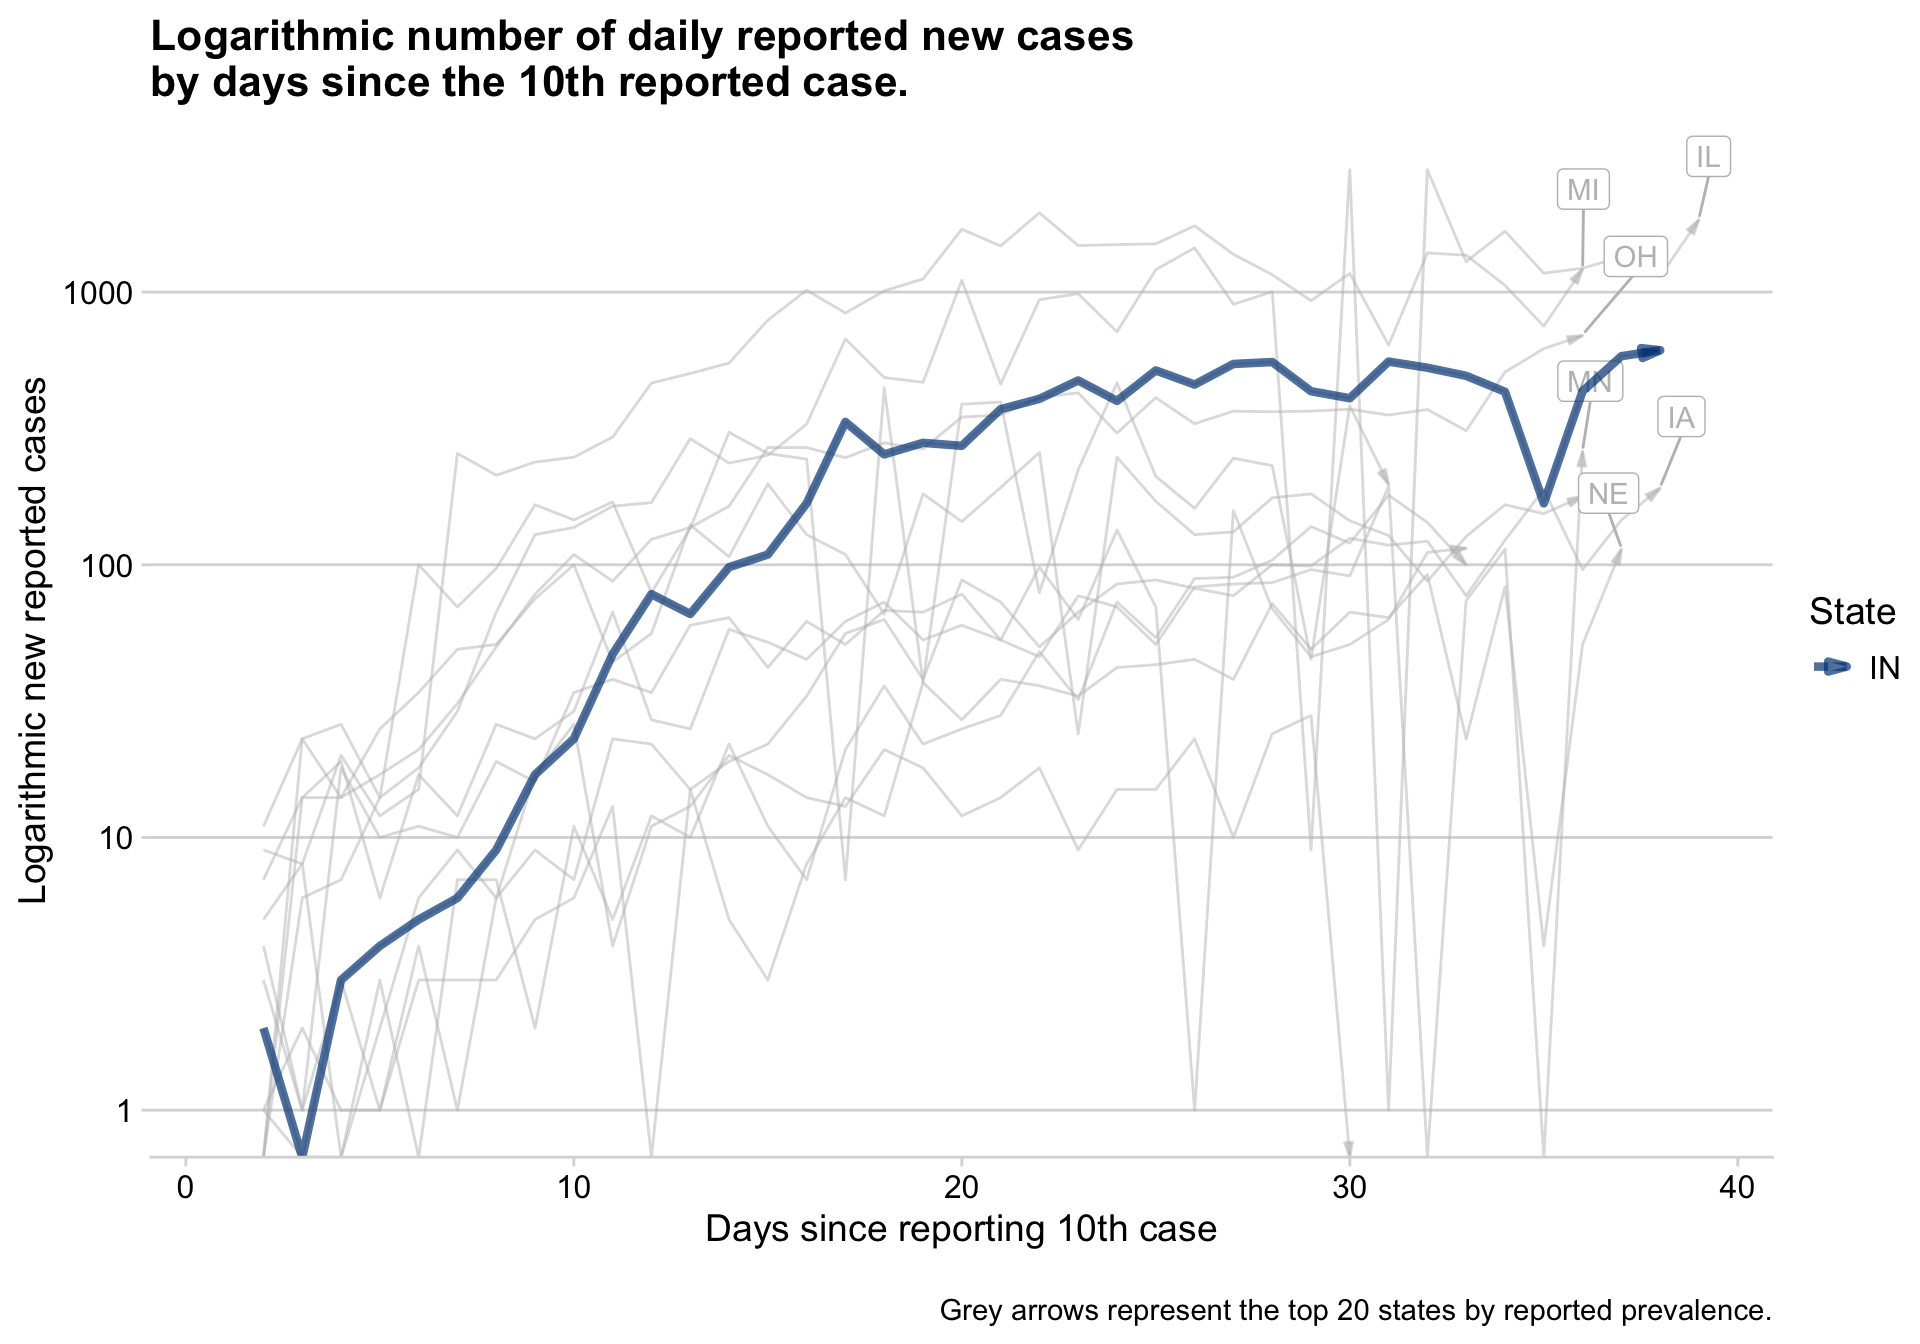 Logarithmic number of daily reported new cases
by days since the 10th reported case.
IL
MI
OH
1000
MN
IA
NE
100
10
1
Logarithmic new reported cases
State
IN
0
10
20
30
40
Days since reporting 10th case
Grey arrows represent the top 20 states by reported prevalence.